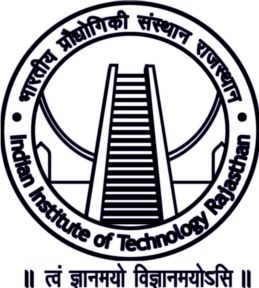 • भारतीय प्रौद्योगिकी संस्थान राजस्थान •
Indian Institute of Technology Rajasthan
॥ त्वं ज्ञानमयो विज्ञानमयोऽसि ॥